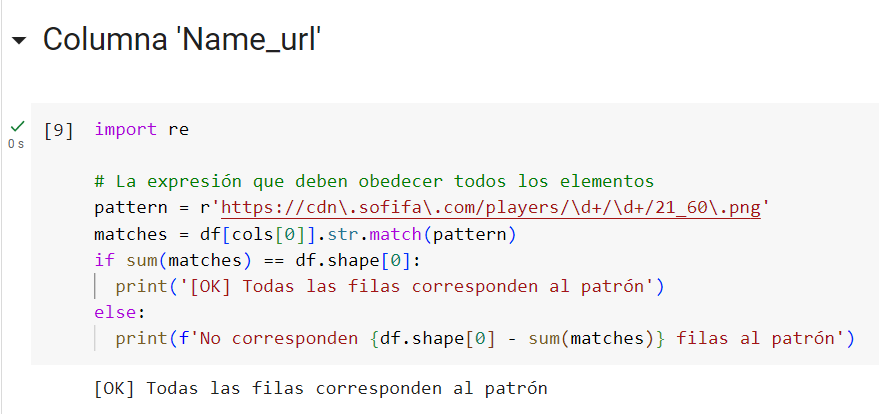 Columna 'Name_url'
[9] import re
0 s
# La expresión que deben obedecer todos los elementos
pattern = r'https://cdn\.sofifa\.com/players/\d+/\d+/21_60\.png'
matches = df[cols[0]].str.match(pattern)
if sum(matches) == df.shape[0]:
  print('[OK] Todas las filas corresponden al patrón')
else:
  print(f'No corresponden {df.shape[0] - sum(matches)} filas al patrón')
[OK] Todas las filas corresponden al patrón